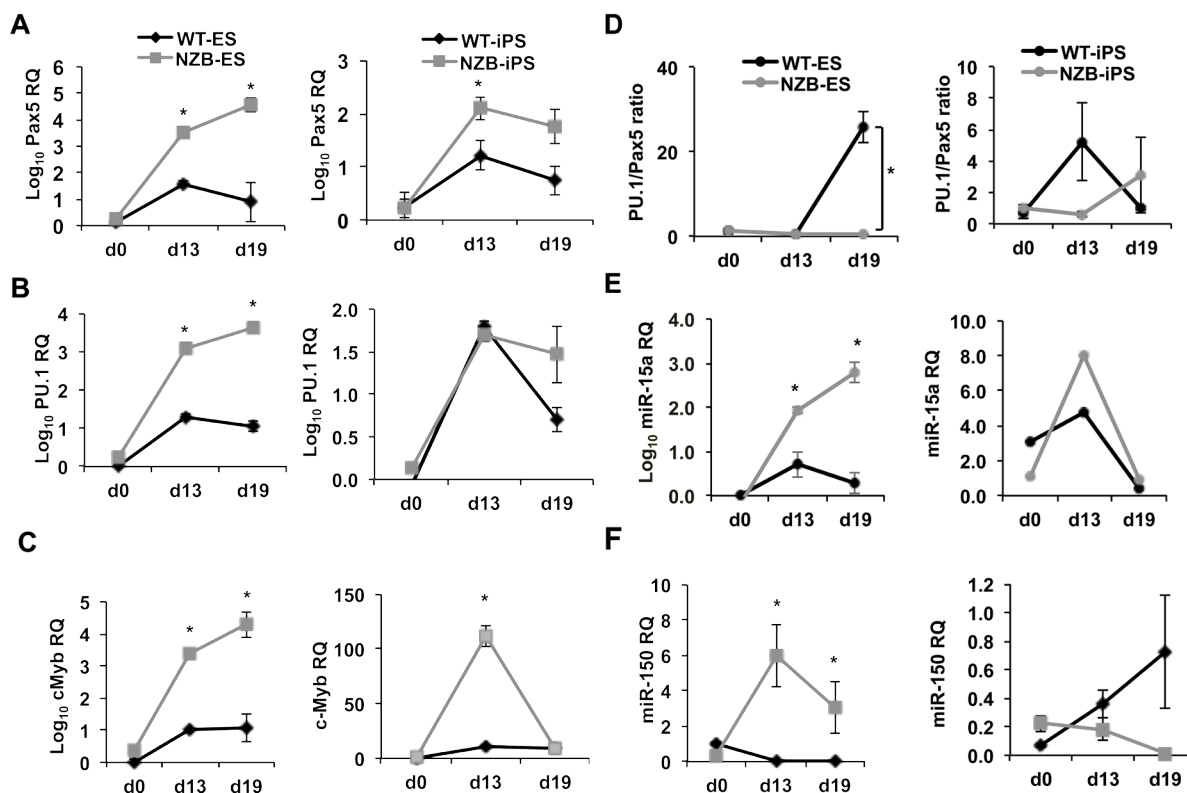 A
WT-ES
NZB-ES
Log10 Pax5 RQ
6
5
4
3
2
1
0
*
*
d0 d13 d19
WT-iPS
NZB-iPS
Log10 Pax5 RQ
3
2
1
0
*
d0 d13 d19
B
Log10 PU.1 RQ
4
3
2
1
0
*
*
d0 d13 d19
Log10 PU.1 RQ
2.0
1.5
1.0
0.5
0.0
d0 d13 d19
C
Log10 cMyb RQ
5
4
3
2
1
0
*
*
d0 d13 d19
c-Myb RQ
150
100
50
0
*
d0 d13 d19
D
WT-ES
NZB-ES
PU.1/Pax5 ratio
40
20
0
*
d0 d13 d19
WT-iPS
NZB-iPS
PU.1/Pax5 ratio
10
8
6
4
2
0
d0 d13 d19
E
Log10 miR-15a RQ
4.0
3.0
2.0
1.0
0.0
*
*
d0 d13 d19
miR-15a RQ
10.0
8.0
6.0
4.0
2.0
0.0
d0 d13 d19
F
miR-150 RQ
10
8
6
4
2
0
*
*
d0 d13 d19
miR-150 RQ
1.2
1.0
0.8
0.6
0.4
0.2
0.0
d0 d13 d19